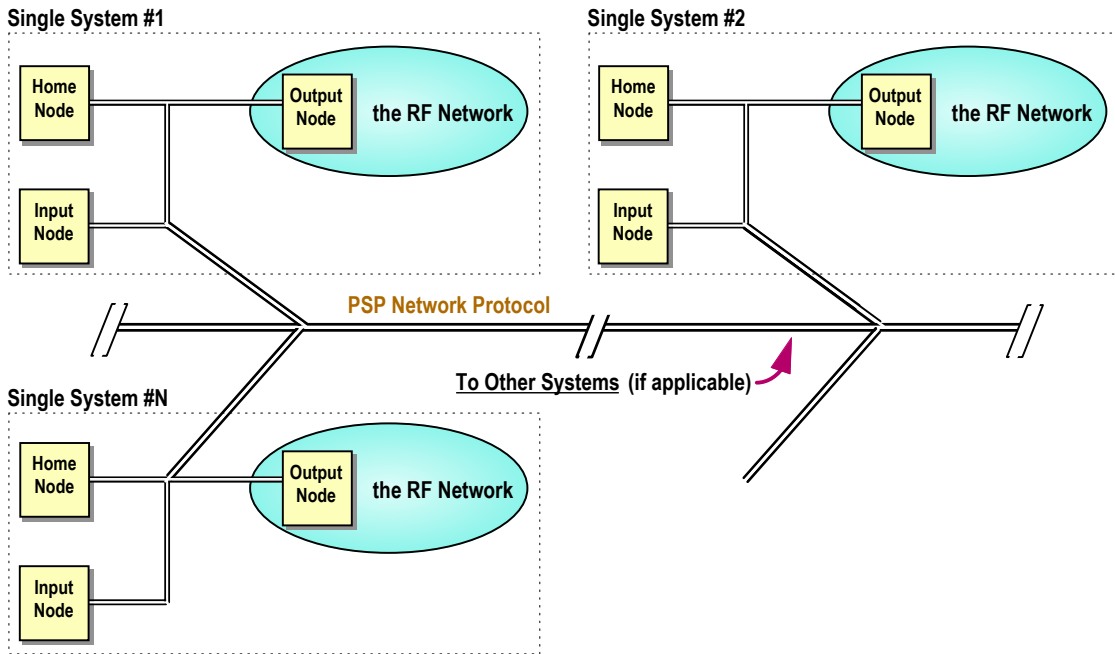 Single System #1
Home
Node
Output
Node
the RF Network
Input
Node
Single System #2
Home
Node
Output
Node
the RF Network
Input
Node
PSP Network Protocol
To Other Systems (if applicable)
Single System #N
Home
Node
Output
Node
the RF Network
Input
Node